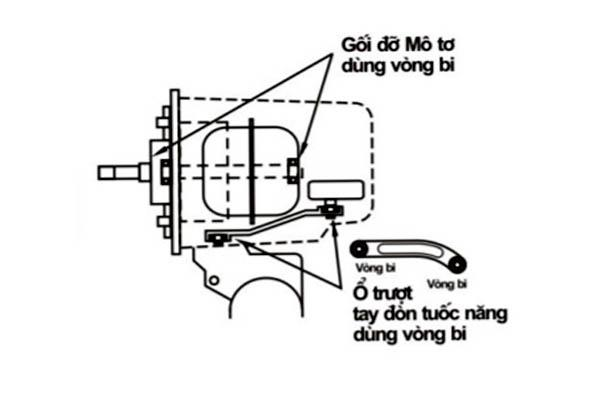 Gối đỡ Mô tơ
dùng vòng bi
Vòng bi
Vòng bi
Ổ trượt
tay đòn tuốc năng
dùng vòng bi